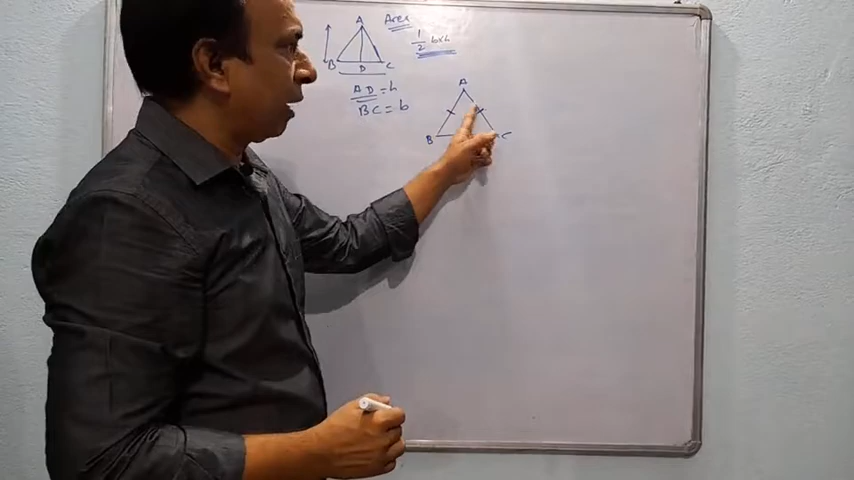 A
Area
1/2 b×h
B D C
AD = h
BC = b
A
B C